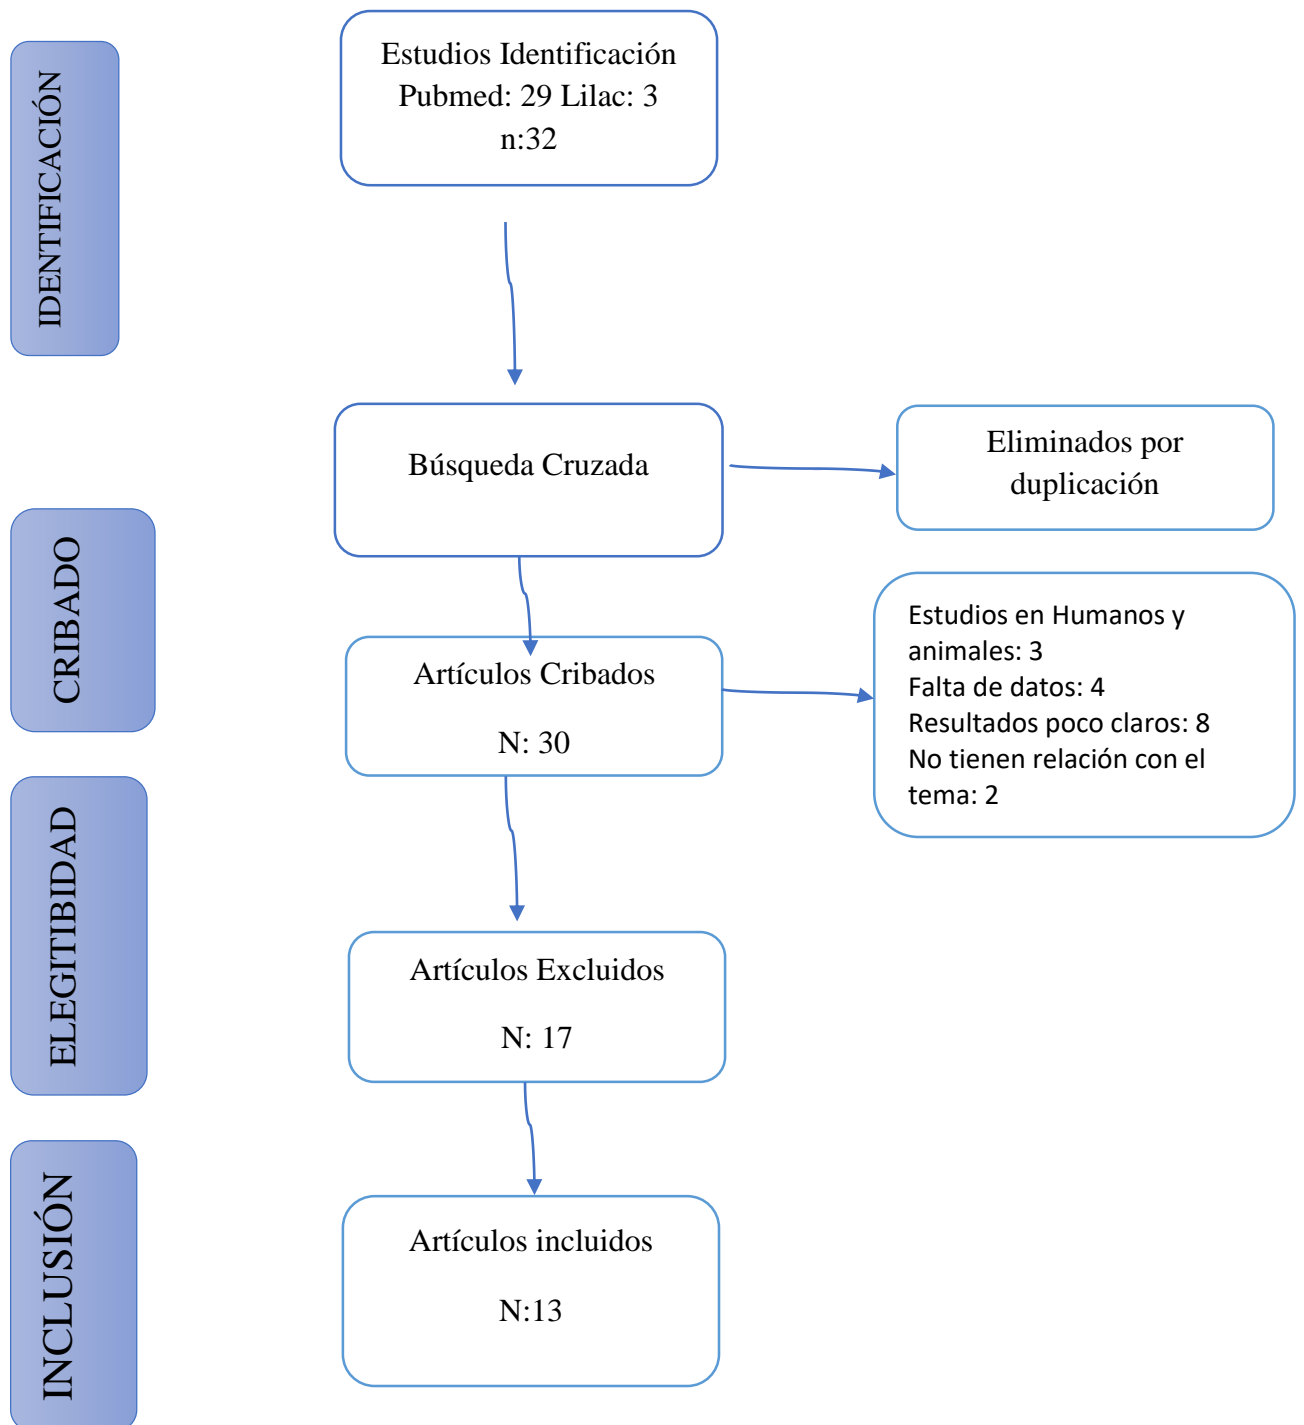 IDENTIFICACIÓN
Estudios Identificación
Pubmed: 29 Lilac: 3
n:32
Búsqueda Cruzada
Eliminados por
duplicación
CRIBADO
Artículos Cribados
N: 30
Estudios en Humanos y
animales: 3
Falta de datos: 4
Resultados poco claros: 8
No tienen relación con el
tema: 2
ELEGITIBIDAD
Artículos Excluidos
N: 17
INCLUSIÓN
Artículos incluidos
N:13